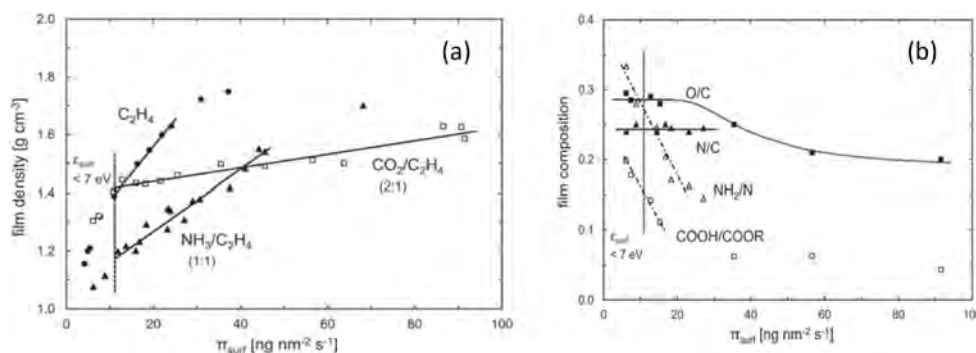 (a)
film density [g cm-3]
1.8
1.6
1.4
1.2
1.0
C2H4
εsurf
< 7 eV
CO2/C2H4
(2:1)
NH3/C2H4
(1:1)
0 20 40 60 80 100
πsurf [ng nm-2 s-1]
(b)
film composition
0.4
0.3
0.2
0.1
0.0
O/C
N/C
NH2/N
COOH/COOR
εsurf
< 7 eV
0 20 40 60 80 100
πsurf [ng nm-2 s-1]